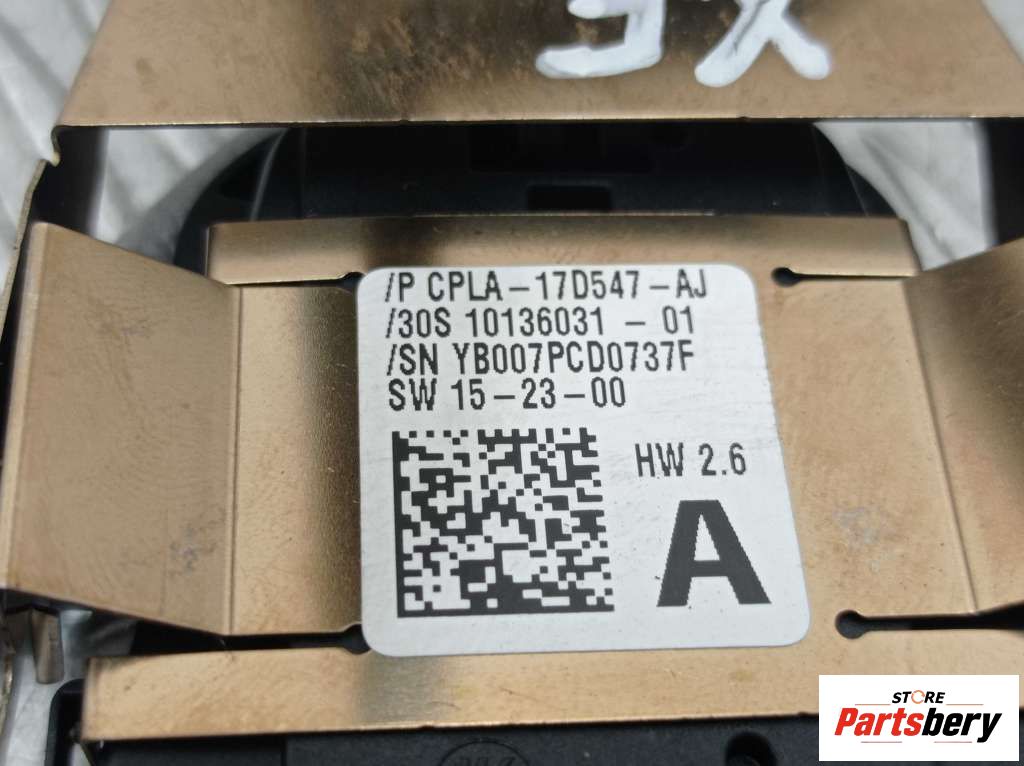 /P CPLA-17D547-AJ
/30S 10136031 - 01
/SN YB007PCD0737F
SW 15-23-00
HW 2.6
A
STORE
Partsbery